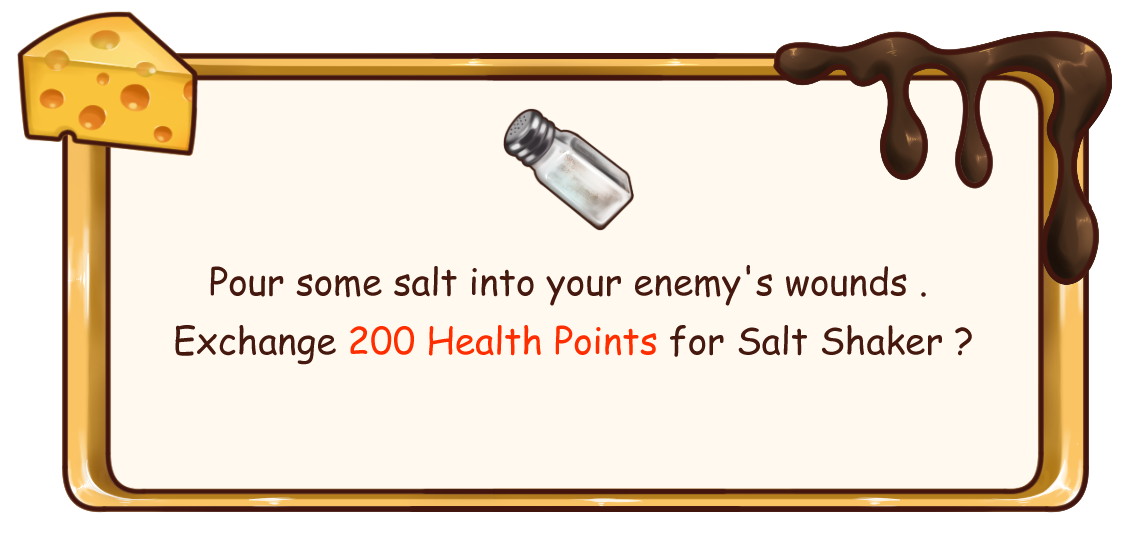 Pour some salt into your enemy's wounds .
Exchange 200 Health Points for Salt Shaker ?